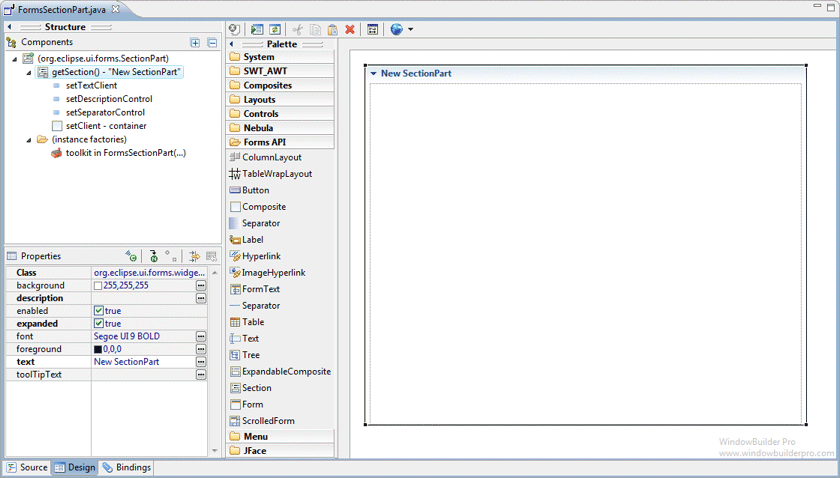 FormsSectionPart.java
Structure
Components
(org.eclipse.ui.forms.SectionPart)
getSection() - "New SectionPart"
setTextClient
setDescriptionControl
setSeparatorControl
setClient - container
(instance factories)
toolkit in FormsSectionPart(...)
Properties
Class org.eclipse.ui.forms.widge...
background 255,255,255
description
enabled true
expanded true
font Segoe UI 9 BOLD
foreground 0,0,0
text New SectionPart
toolTipText
Palette
System
SWT_AWT
Composites
Layouts
Controls
Nebula
Forms API
ColumnLayout
TableWrapLayout
Button
Composite
Separator
Label
Hyperlink
ImageHyperlink
FormText
Separator
Table
Text
Tree
ExpandableComposite
Section
Form
ScrolledForm
Menu
JFace
New SectionPart
WindowBuilder Pro
www.windowbuilderpro.com
Source Design Bindings